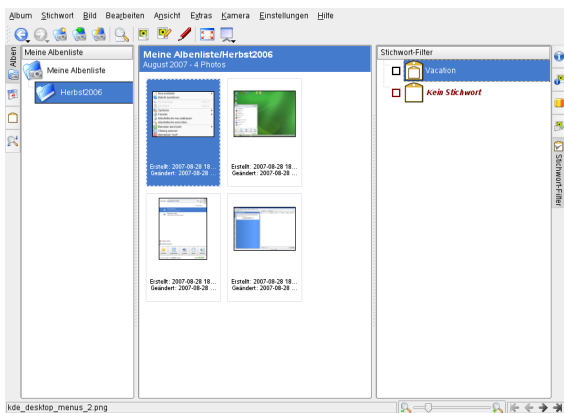 Album Stichwort Bild Bearbeiten Ansicht Extras Kamera Einstellungen Hilfe
Alben
Meine Albenliste
Meine Albenliste
Herbst2006
Meine Albenliste/Herbst2006
August 2007 - 4 Photos
Erstellt: 2007-08-28 18...
Geändert: 2007-08-28 ...
Erstellt: 2007-08-28 18...
Geändert: 2007-08-28 ...
Erstellt: 2007-08-28 18...
Geändert: 2007-08-28 ...
Erstellt: 2007-08-28 18...
Geändert: 2007-08-28 ...
Stichwort-Filter
Vacation
Kein Stichwort
Stichwort-Filter
kde_desktop_menus_2.png